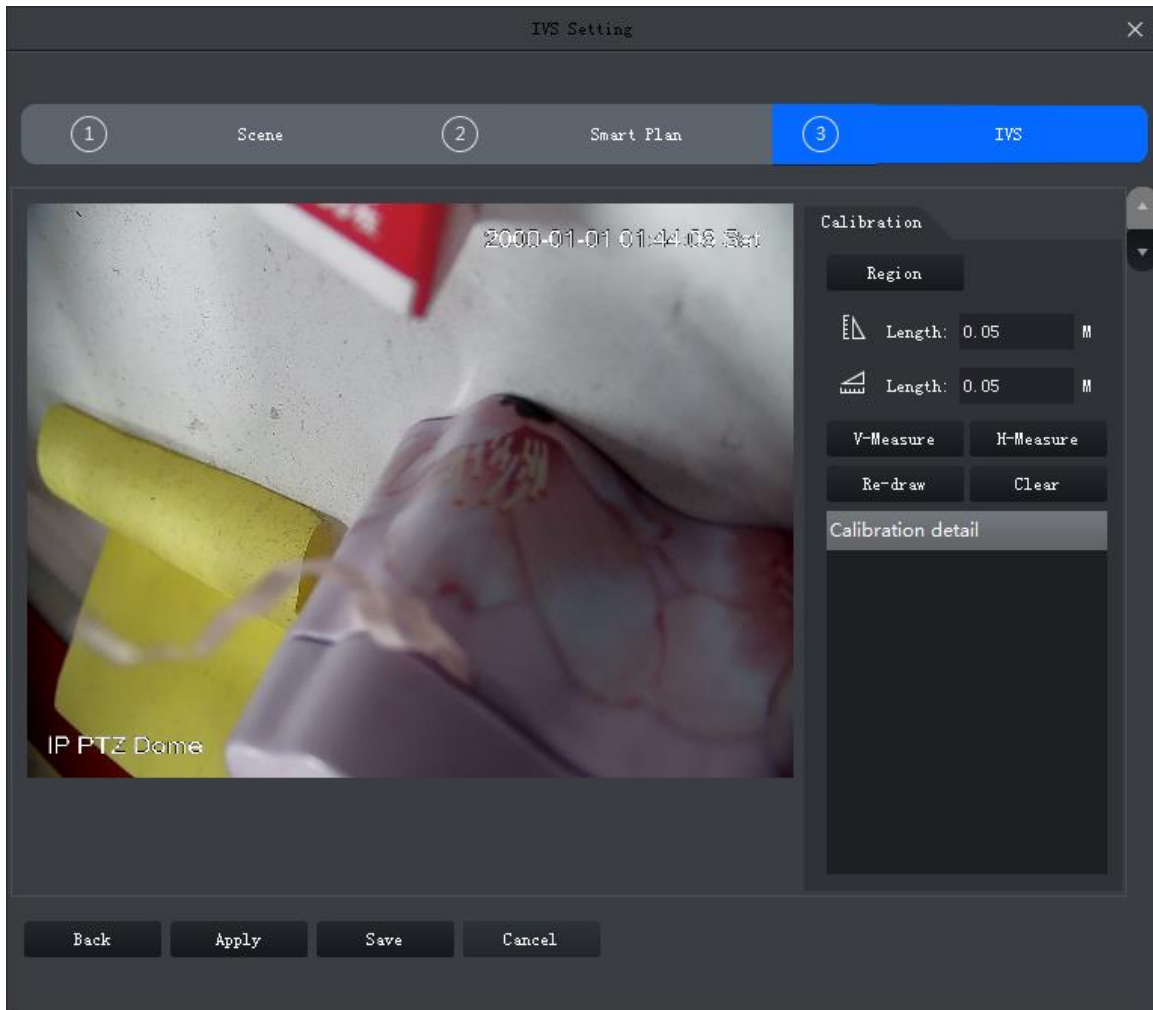 IVS Setting
1 Scene 2 Smart Plan 3 IVS
2000-01-01 01:44:08 Sat
IP PTZ Dome
Calibration
Region
Length: 0.05 M
Length: 0.05 M
V-Measure H-Measure
Re-draw Clear
Calibration detail
Back Apply Save Cancel